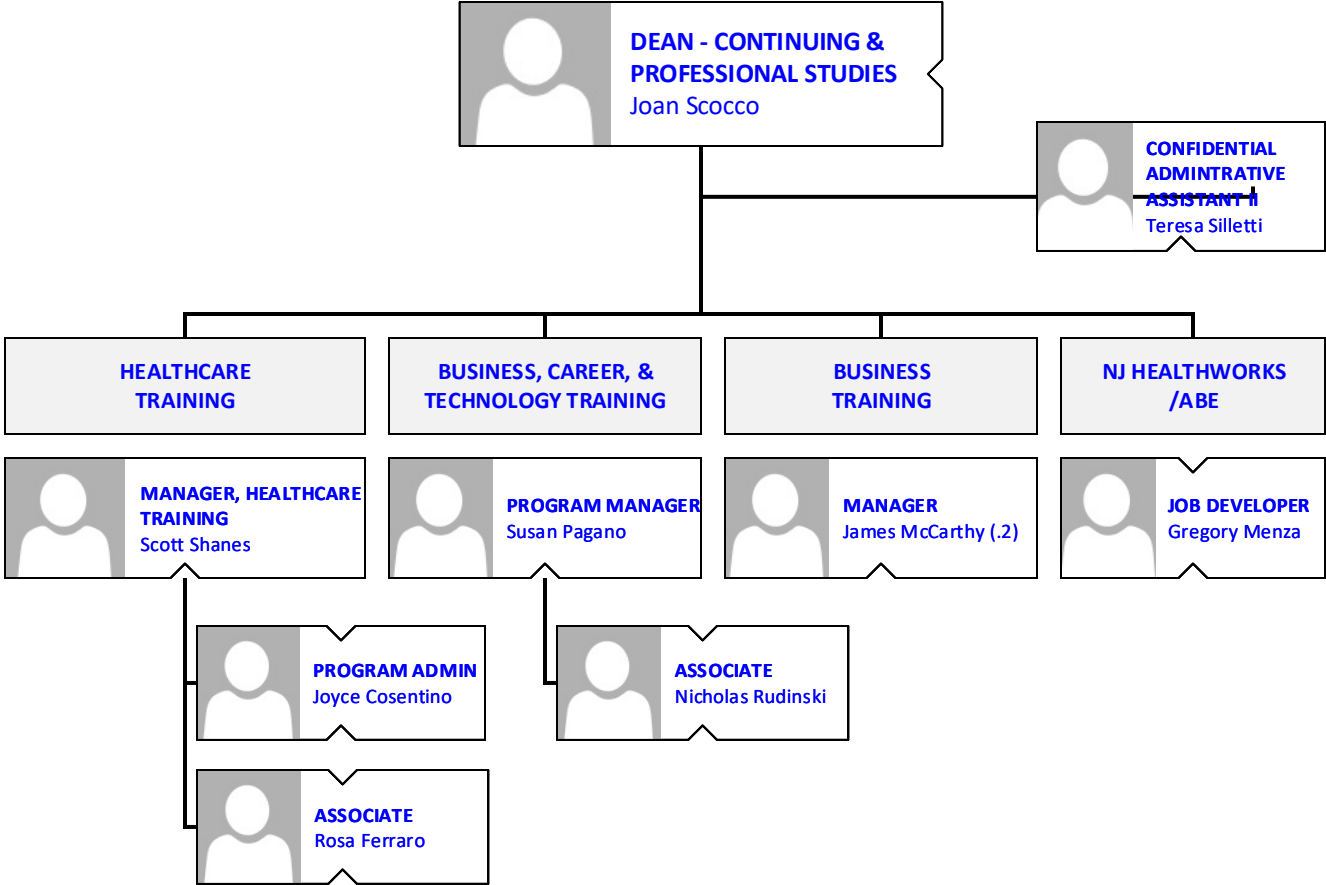 DEAN - CONTINUING &
PROFESSIONAL STUDIES
Joan Scocco
CONFIDENTIAL
ADMINTRATIVE
ASSISTANT II
Teresa Silletti
HEALTHCARE
TRAINING
BUSINESS, CAREER, &
TECHNOLOGY TRAINING
BUSINESS
TRAINING
NJ HEALTHWORKS
/ABE
MANAGER, HEALTHCARE
TRAINING
Scott Shanes
PROGRAM MANAGER
Susan Pagano
MANAGER
James McCarthy (.2)
JOB DEVELOPER
Gregory Menza
PROGRAM ADMIN
Joyce Cosentino
ASSOCIATE
Nicholas Rudinski
ASSOCIATE
Rosa Ferraro